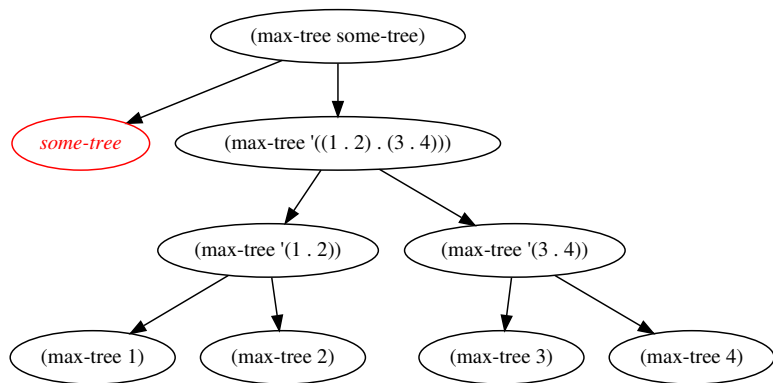 (max-tree some-tree)
some-tree
(max-tree '((1 . 2) . (3 . 4)))
(max-tree '(1 . 2))
(max-tree '(3 . 4))
(max-tree 1)
(max-tree 2)
(max-tree 3)
(max-tree 4)